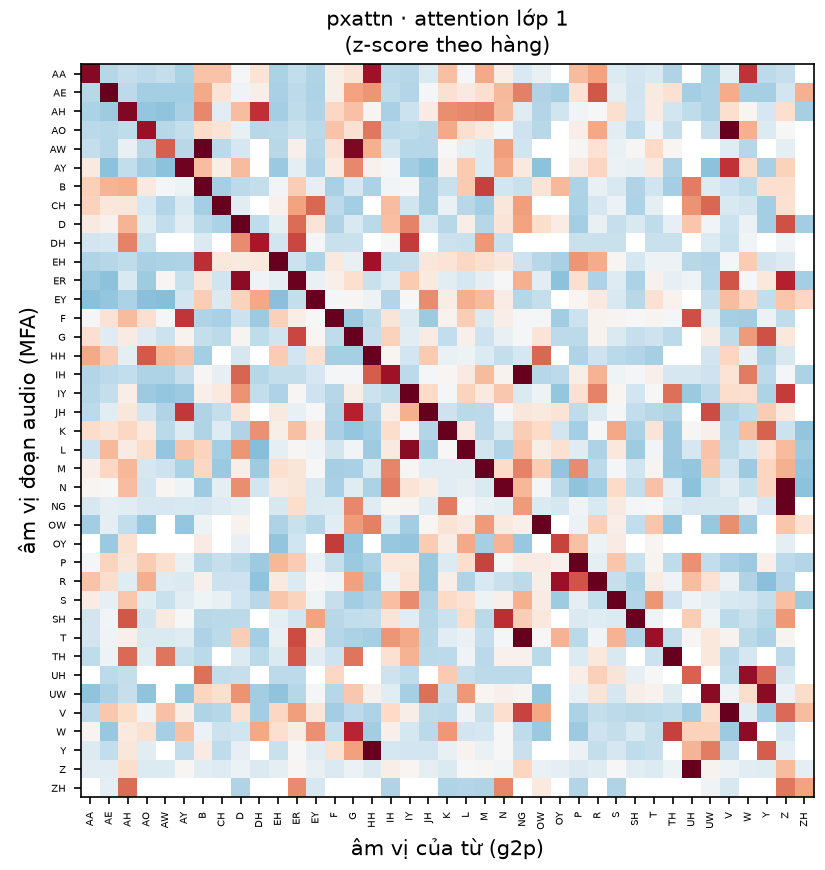 pxattn · attention lớp 1
(z-score theo hàng)
âm vị đoạn audio (MFA)
AA
AE
AH
AO
AW
AY
B
CH
D
DH
EH
ER
EY
F
G
HH
IH
IY
JH
K
L
M
N
NG
OW
OY
P
R
S
SH
T
TH
UH
UW
V
W
Y
Z
ZH
AA AE AH AO AW AY B CH D DH EH ER EY F G HH IH IY JH K L M N NG OW OY P R S SH T TH UH UW V W Y Z ZH
âm vị của từ (g2p)